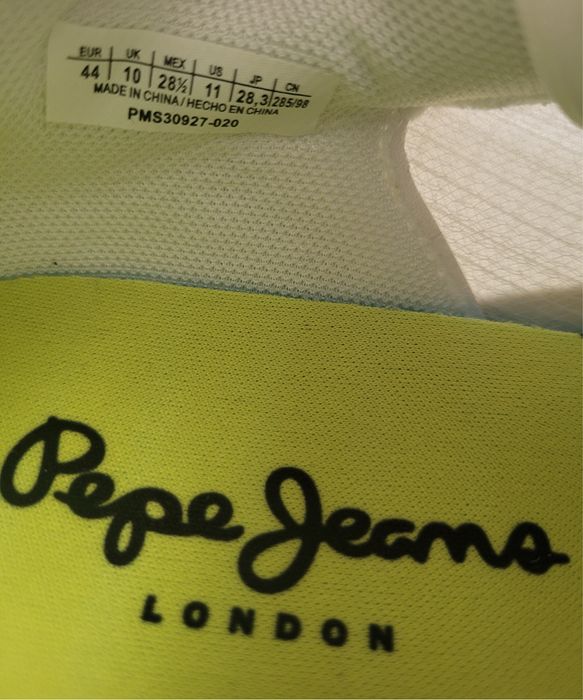 EUR UK MEX US JP CN
44 10 28½ 11 28,3 285/98
MADE IN CHINA / HECHO EN CHINA
PMS30927-020
Pepe Jeans
LONDON